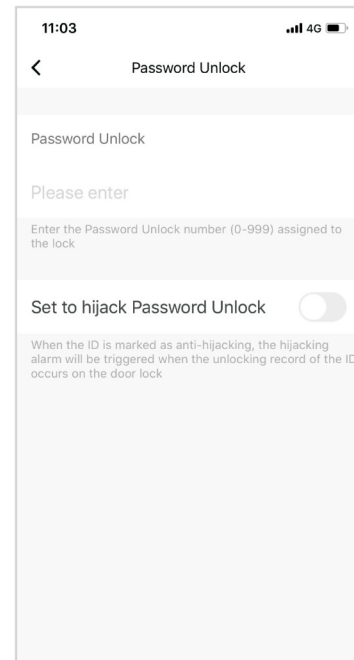 11:03
4G
Password Unlock
Password Unlock
Please enter
Enter the Password Unlock number (0-999) assigned to
the lock
Set to hijack Password Unlock
When the ID is marked as anti-hijacking, the hijacking
alarm will be triggered when the unlocking record of the ID
occurs on the door lock